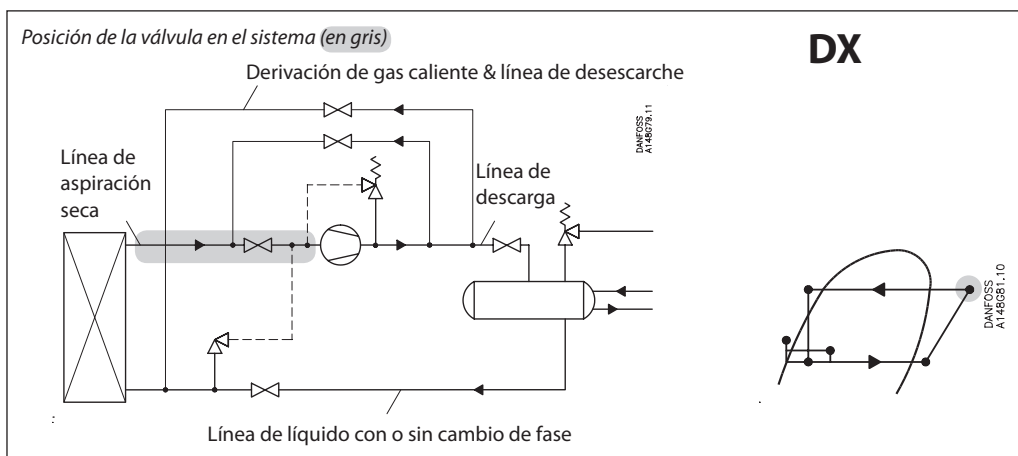 Posición de la válvula en el sistema (en gris)
DX
Derivación de gas caliente & línea de desescarche
DANFOSS
A148G79.11
Línea de
aspiración
seca
Línea de
descarga
DANFOSS
A148G81.10
Línea de líquido con o sin cambio de fase